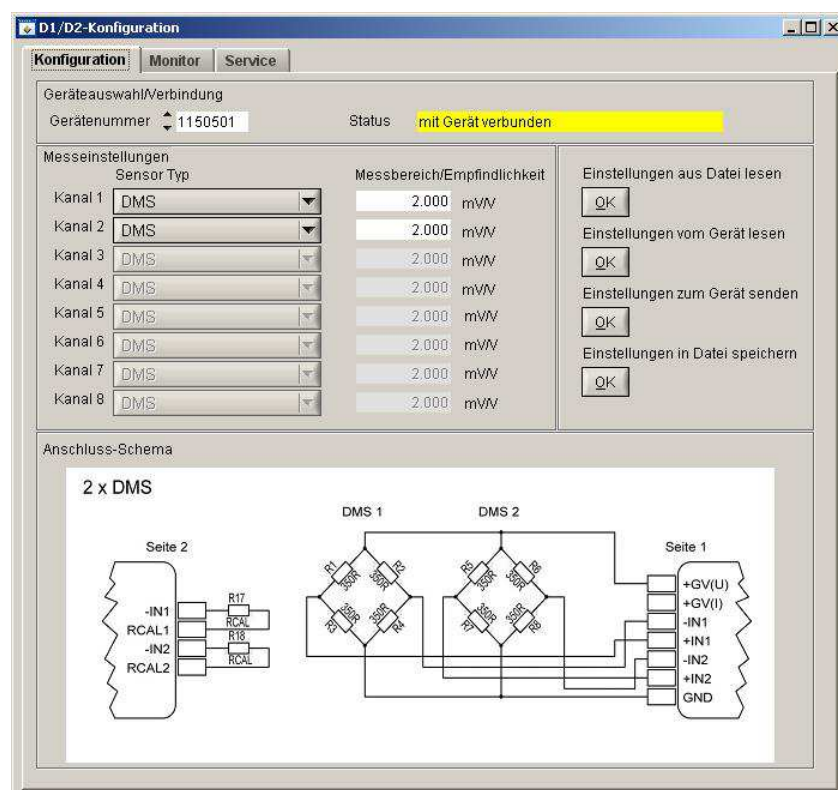 D1/D2-Konfiguration
Konfiguration Monitor Service
Geräteauswahl/Verbindung
Gerätenummer 1150501 Status mit Gerät verbunden
Messeinstellungen
Sensor Typ Messbereich/Empfindlichkeit
Kanal 1 DMS 2.000 mV/V
Kanal 2 DMS 2.000 mV/V
Kanal 3 DMS 2.000 mV/V
Kanal 4 DMS 2.000 mV/V
Kanal 5 DMS 2.000 mV/V
Kanal 6 DMS 2.000 mV/V
Kanal 7 DMS 2.000 mV/V
Kanal 8 DMS 2.000 mV/V
Einstellungen aus Datei lesen
OK
Einstellungen vom Gerät lesen
OK
Einstellungen zum Gerät senden
OK
Einstellungen in Datei speichern
OK
Anschluss-Schema
2 x DMS
Seite 2
-IN1
RCAL1
-IN2
RCAL2
R17
RCAL
R18
RCAL
DMS 1
R1 350R
R2 350R
R3 350R
R4 350R
DMS 2
R5 350R
R6 350R
R7 350R
R8 350R
Seite 1
+GV(U)
+GV(I)
-IN1
+IN1
-IN2
+IN2
GND